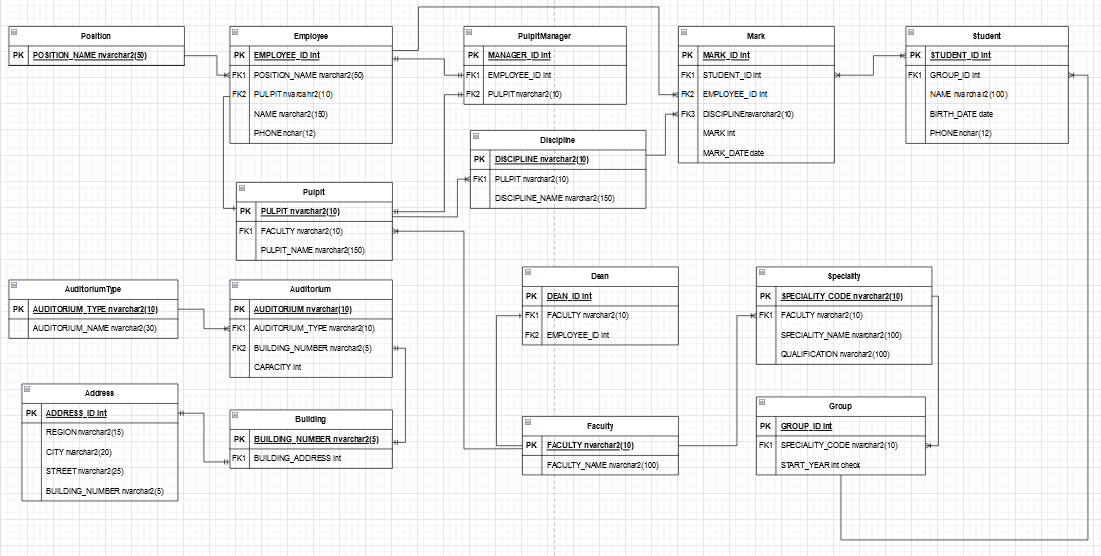 Position
PK POSITION_NAME nvarchar2(50)
Employee
PK EMPLOYEE_ID int
FK1 POSITION_NAME nvarchar2(50)
FK2 PULPIT nvarcahr2(10)
NAME nvarchar2(150)
PHONE nchar(12)
PulpitManager
PK MANAGER_ID int
FK1 EMPLOYEE_ID int
FK2 PULPIT nvarchar2(10)
Mark
PK MARK_ID int
FK1 STUDENT_ID int
FK2 EMPLOYEE_ID int
FK3 DISCIPLINE nvarchar2(10)
MARK int
MARK_DATE date
Student
PK STUDENT_ID int
FK1 GROUP_ID int
NAME nvarchar2(100)
BIRTH_DATE date
PHONE nchar(12)
Discipline
PK DISCIPLINE nvarchar2(10)
FK1 PULPIT nvarchar2(10)
DISCIPLINE_NAME nvarchar2(150)
Pulpit
PK PULPIT nvarchar2(10)
FK1 FACULTY nvarchar2(10)
PULPIT_NAME nvarchar2(150)
AuditoriumType
PK AUDITORIUM_TYPE nvarchar2(10)
AUDITORIUM_NAME nvarchar2(30)
Auditorium
PK AUDITORIUM nvarchar(10)
FK1 AUDITORIUM_TYPE nvarchar2(10)
FK2 BUILDING_NUMBER nvarchar2(5)
CAPACITY int
Dean
PK DEAN_ID int
FK1 FACULTY nvarchar2(10)
FK2 EMPLOYEE_ID int
Speciality
PK SPECIALITY_CODE nvarchar2(10)
FK1 FACULTY nvarchar2(10)
SPECIALITY_NAME nvarchar2(100)
QUALIFICATION nvarchar2(100)
Address
PK ADDRESS_ID int
REGION nvarchar2(15)
CITY nvarchar2(20)
STREET nvarchar2(25)
BUILDING_NUMBER nvarchar2(5)
Building
PK BUILDING_NUMBER nvarchar2(5)
FK1 BUILDING_ADDRESS int
Faculty
PK FACULTY nvarchar2(10)
FACULTY_NAME nvarchar2(100)
Group
PK GROUP_ID int
FK1 SPECIALITY_CODE nvarchar2(10)
START_YEAR int check